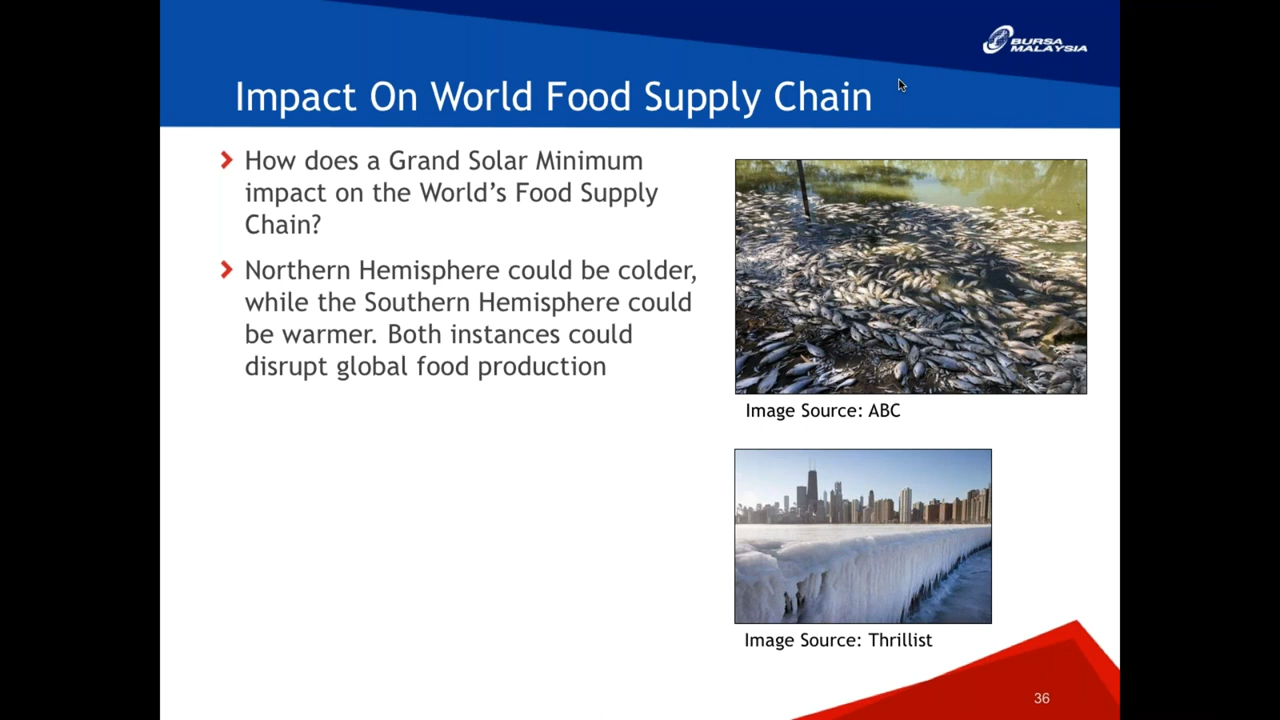 BURSA
MALAYSIA
Impact On World Food Supply Chain
How does a Grand Solar Minimum
impact on the World’s Food Supply
Chain?
Northern Hemisphere could be colder,
while the Southern Hemisphere could
be warmer. Both instances could
disrupt global food production
Image Source: ABC
Image Source: Thrillist
36